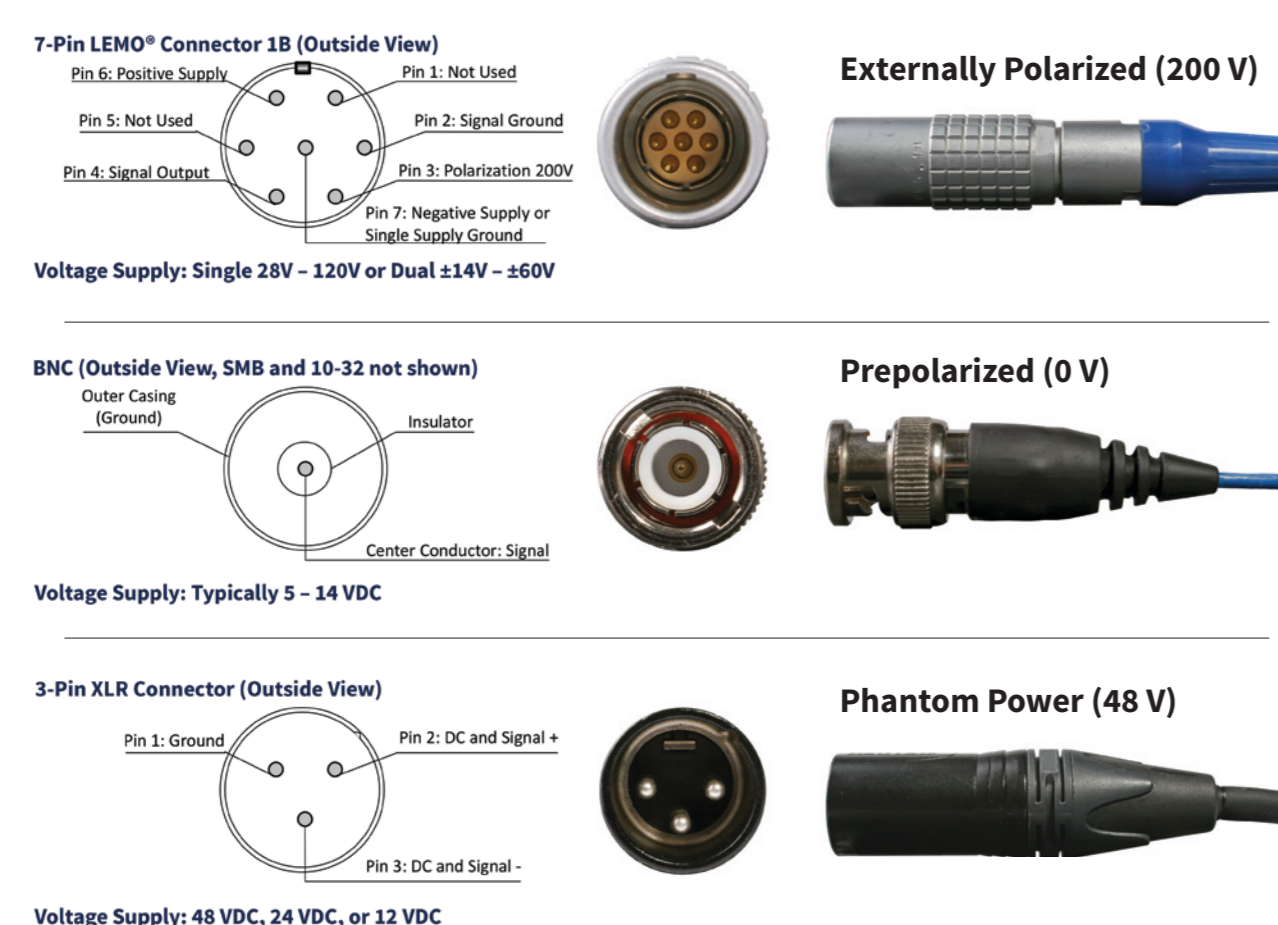 7-Pin LEMO® Connector 1B (Outside View)
Pin 6: Positive Supply
Pin 1: Not Used
Pin 5: Not Used
Pin 2: Signal Ground
Pin 4: Signal Output
Pin 3: Polarization 200V
Pin 7: Negative Supply or
Single Supply Ground
Voltage Supply: Single 28V – 120V or Dual ±14V – ±60V
Externally Polarized (200 V)
BNC (Outside View, SMB and 10-32 not shown)
Outer Casing
(Ground)
Insulator
Center Conductor: Signal
Voltage Supply: Typically 5 – 14 VDC
Prepolarized (0 V)
3-Pin XLR Connector (Outside View)
Pin 1: Ground
Pin 2: DC and Signal +
Pin 3: DC and Signal -
Voltage Supply: 48 VDC, 24 VDC, or 12 VDC
Phantom Power (48 V)